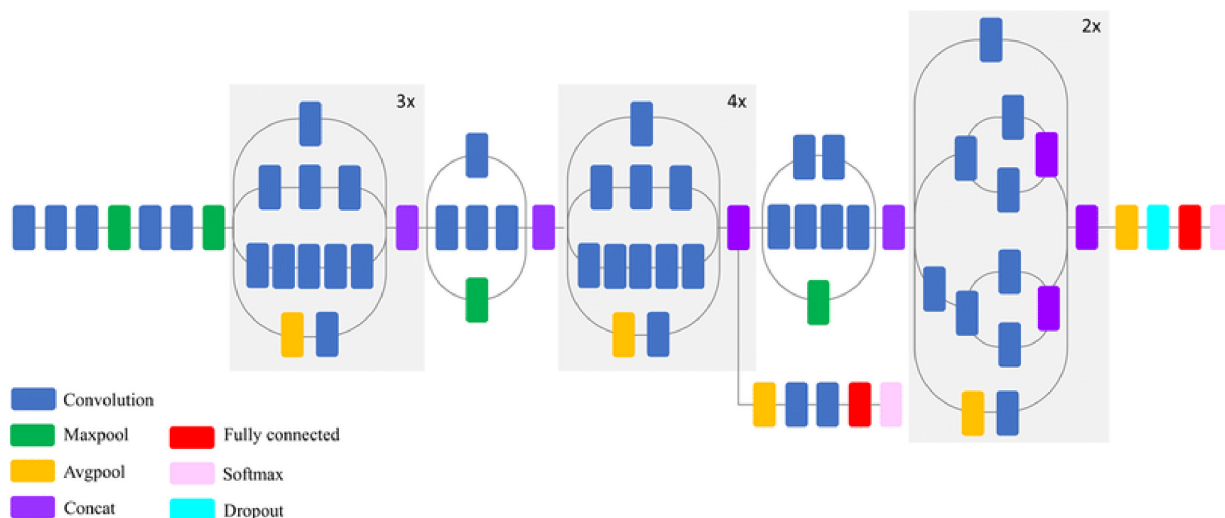 3x
4x
2x
Convolution
Maxpool
Avgpool
Concat
Fully connected
Softmax
Dropout